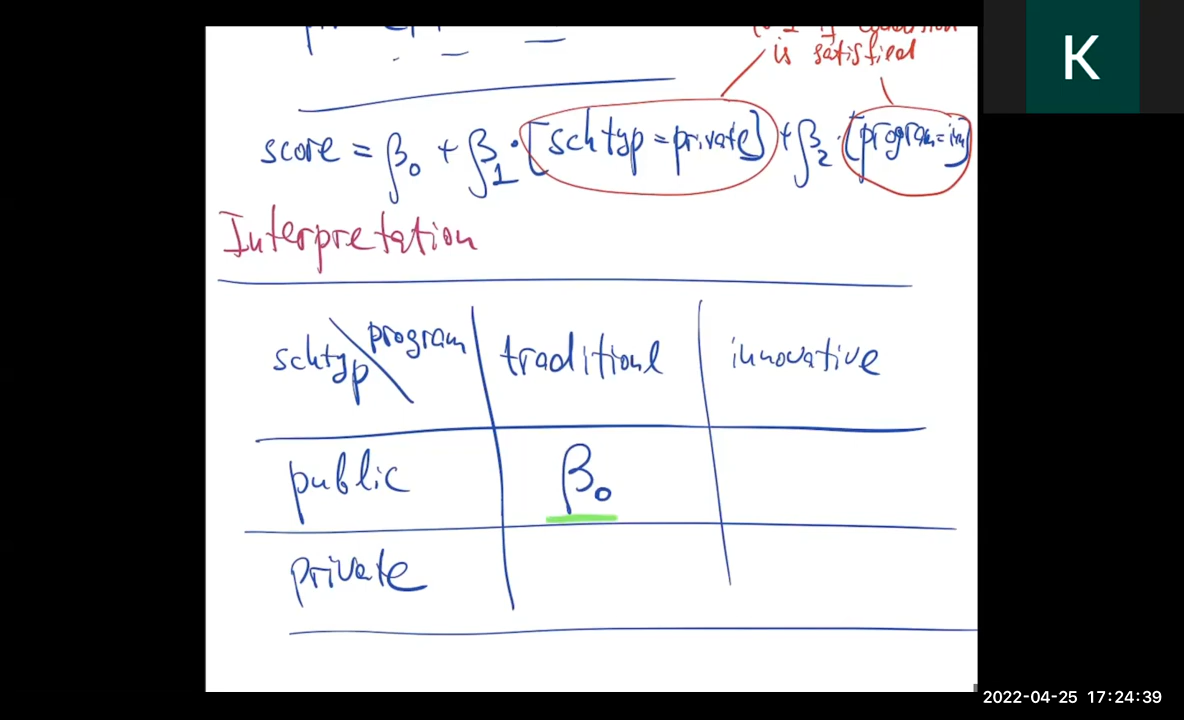 is satisfied
score = β₀ + β₁ · [schtyp = private] + β₂ · [program = inn]
Interpretation
schtyp \ program | traditionl | innovative
public | β₀
private
K
2022-04-25 17:24:39